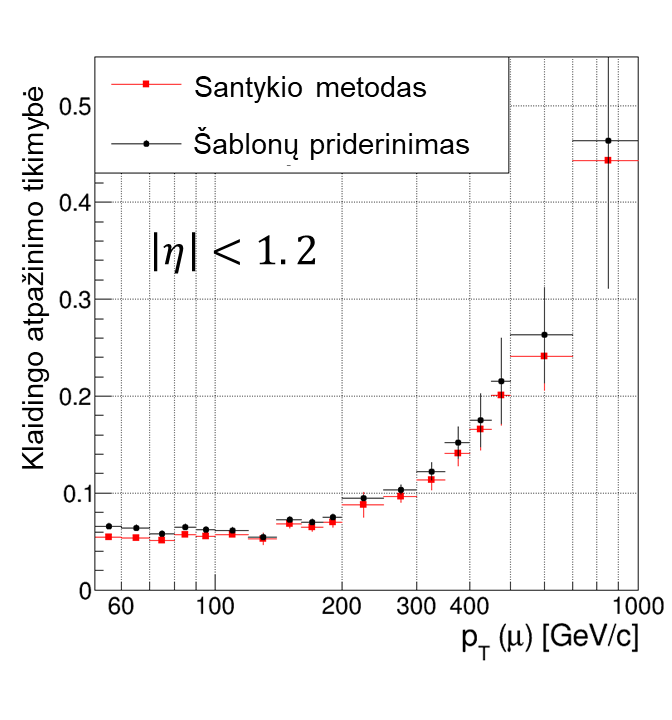 Santykio metodas
Šablonų priderinimas
|η| < 1.2
Klaidingo atpažinimo tikimybė
0.5
0.4
0.3
0.2
0.1
0
60 100 200 300 400 1000
p_T (μ) [GeV/c]